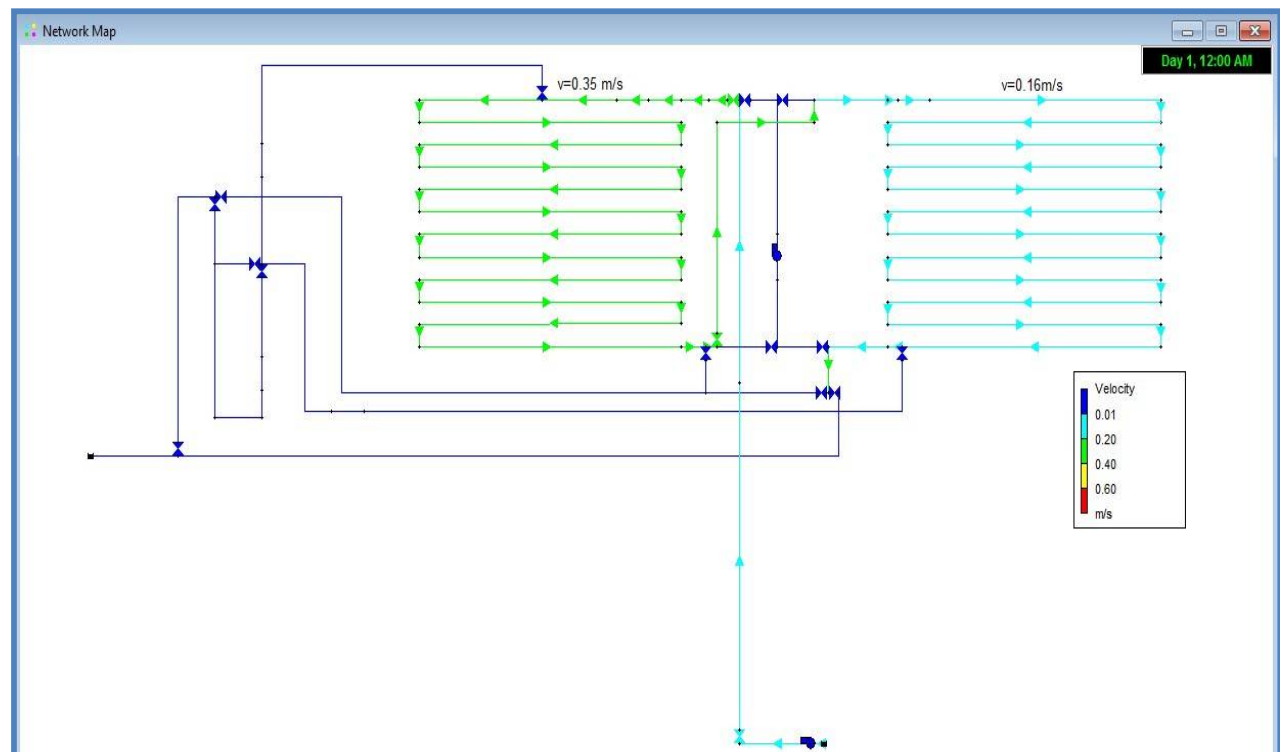 Network Map
Day 1, 12:00 AM
v=0.35 m/s
v=0.16m/s
Velocity
0.01
0.20
0.40
0.60
m/s